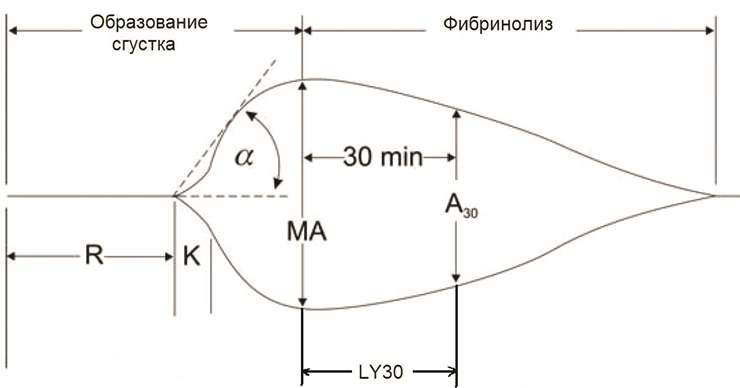 Образование
сгустка
Фибринолиз
α
30 min
A30
MA
R
K
LY30